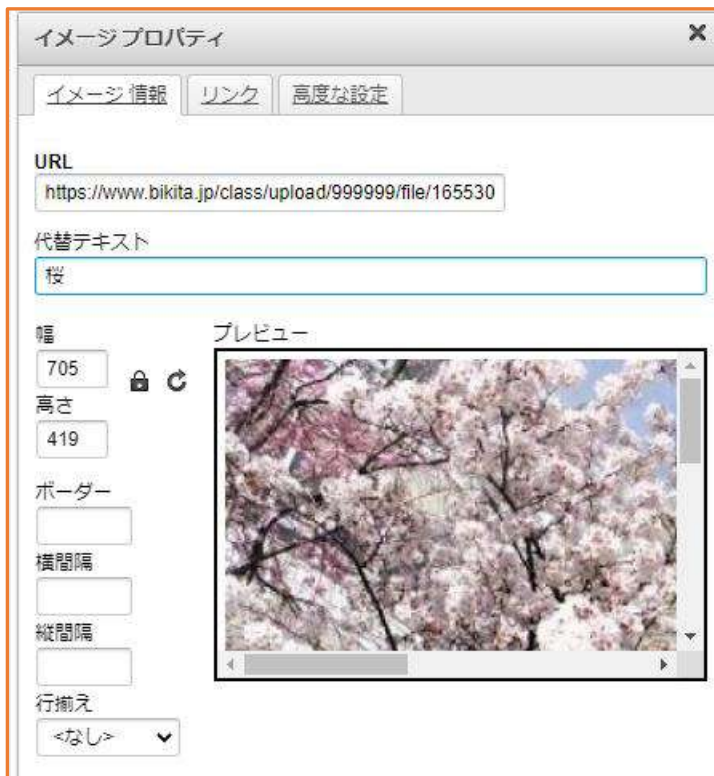 イメージ プロパティ
イメージ 情報 リンク 高度な設定
URL
https://www.bikita.jp/class/upload/999999/file/165530
代替テキスト
桜
幅 プレビュー
705
高さ
419
ボーダー
横間隔
縦間隔
行揃え
<なし>